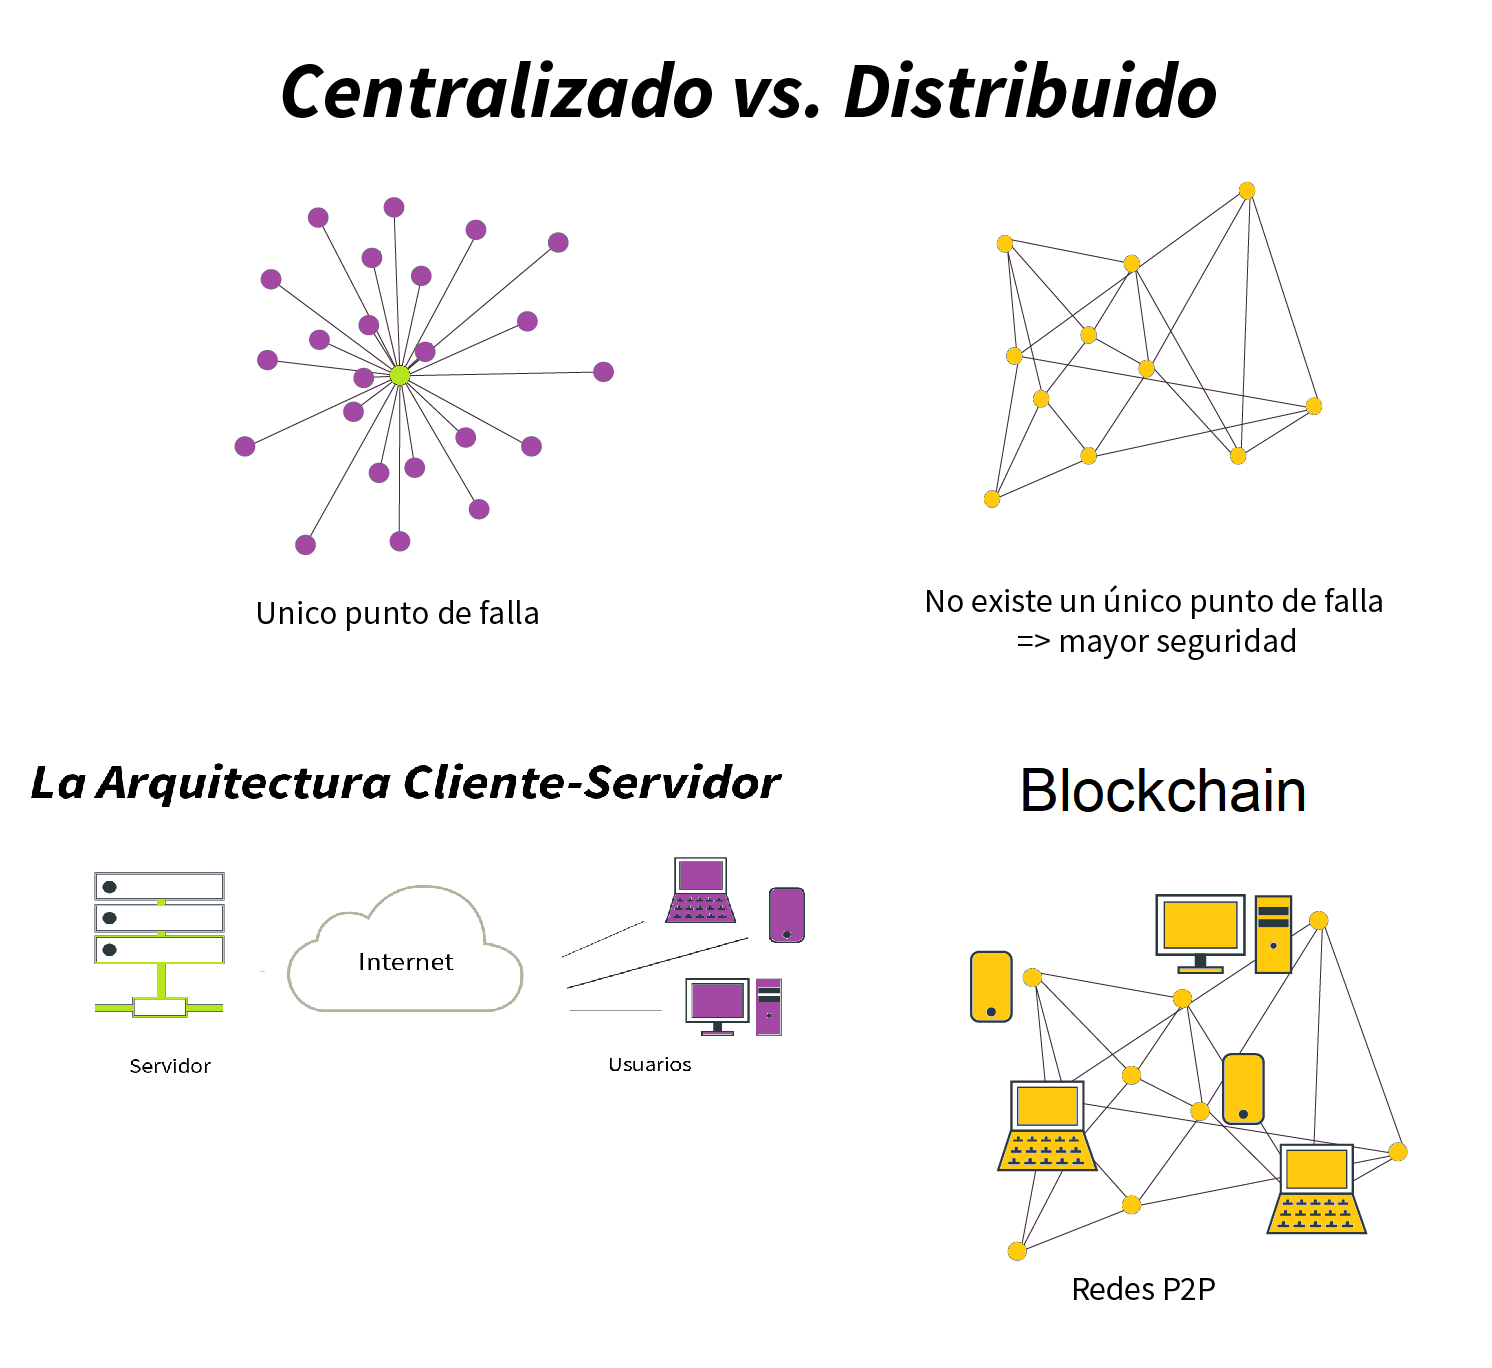 Centralizado vs. Distribuido
Unico punto de falla
No existe un único punto de falla
=> mayor seguridad
La Arquitectura Cliente-Servidor
Blockchain
Internet
Servidor
Usuarios
Redes P2P